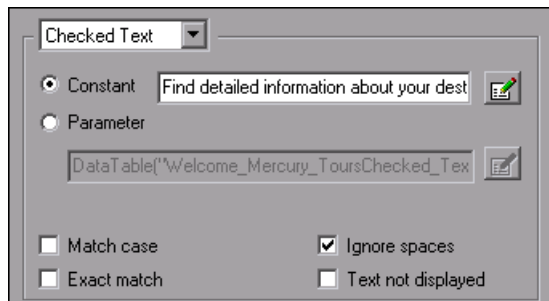 Checked Text
Constant Find detailed information about your dest
Parameter
DataTable("Welcome_Mercury_ToursChecked_Tex
Match case Ignore spaces
Exact match Text not displayed